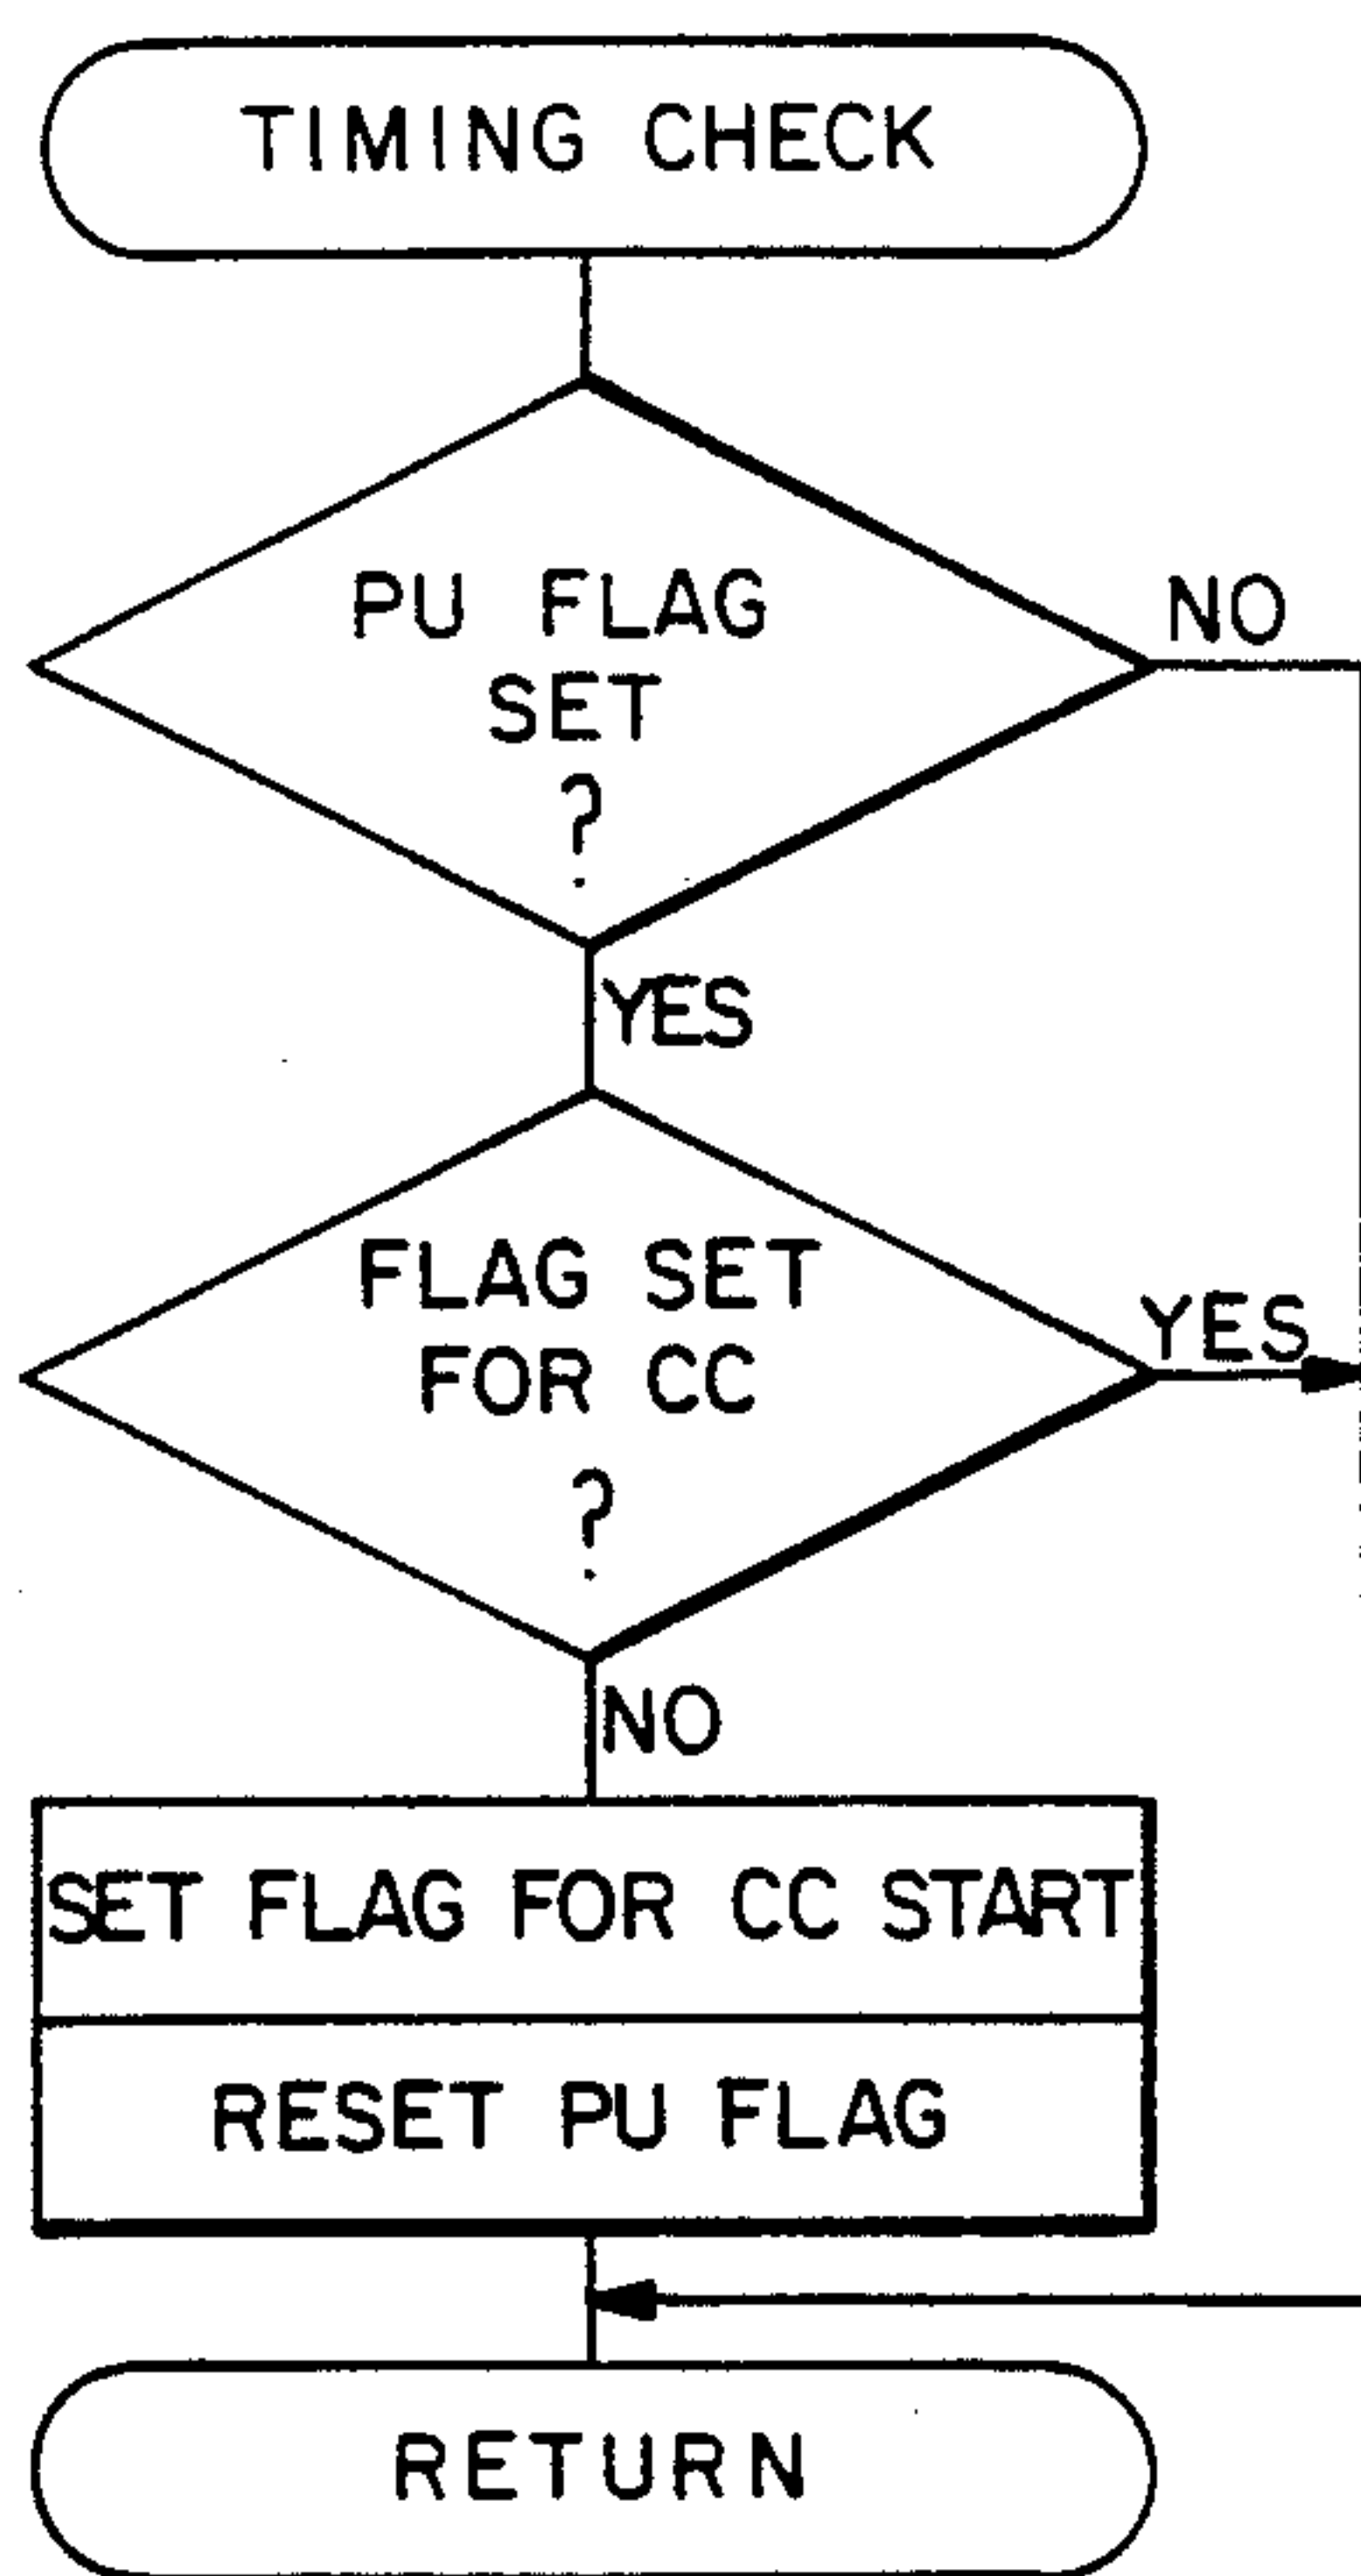 TIMING CHECK
PU FLAG
SET
?
NO
YES
FLAG SET
FOR CC
?
YES
NO
SET FLAG FOR CC START
RESET PU FLAG
RETURN